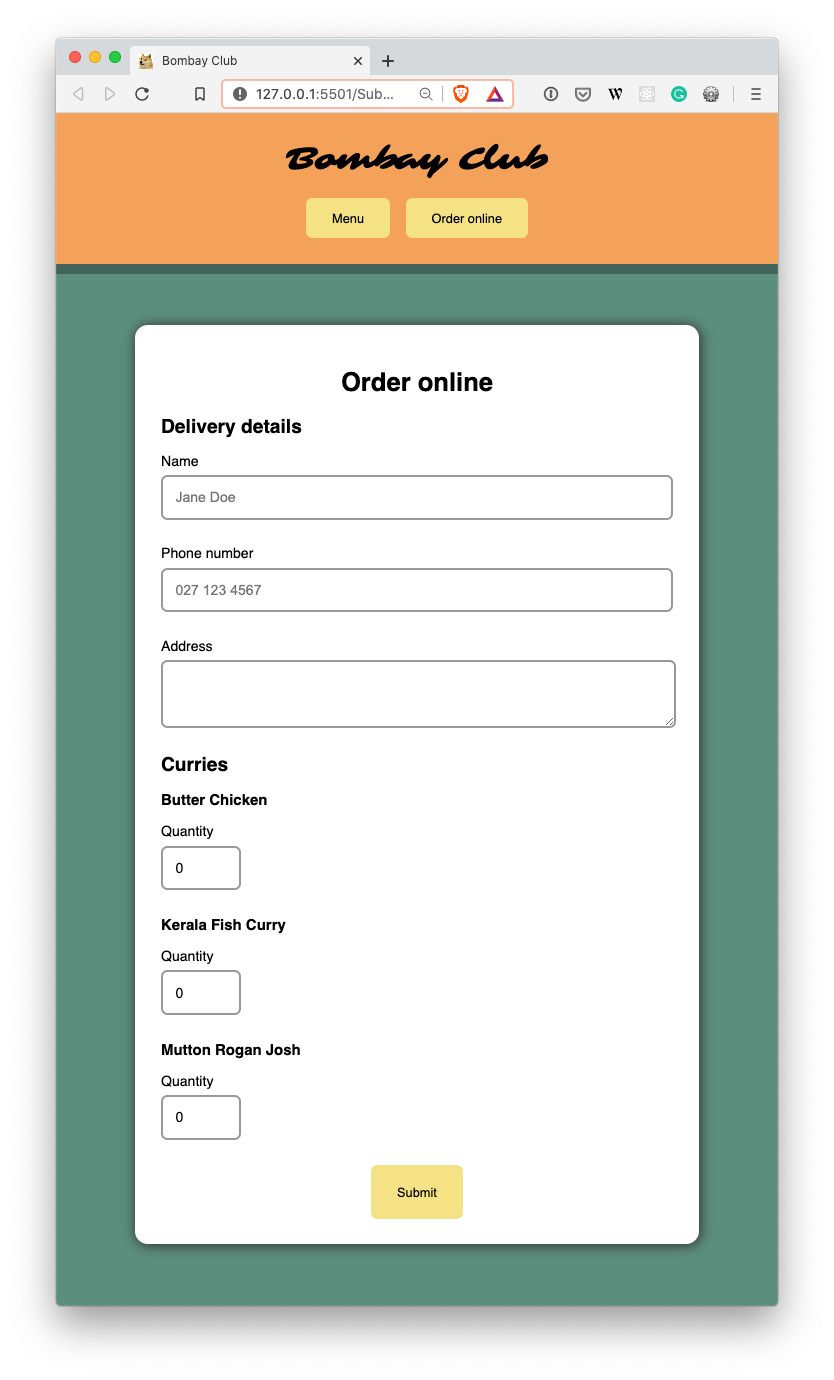 Bombay Club
127.0.0.1:5501/Sub...
W
G
Bombay Club
Menu
Order online
Order online
Delivery details
Name
Jane Doe
Phone number
027 123 4567
Address
Curries
Butter Chicken
Quantity
0
Kerala Fish Curry
Quantity
0
Mutton Rogan Josh
Quantity
0
Submit